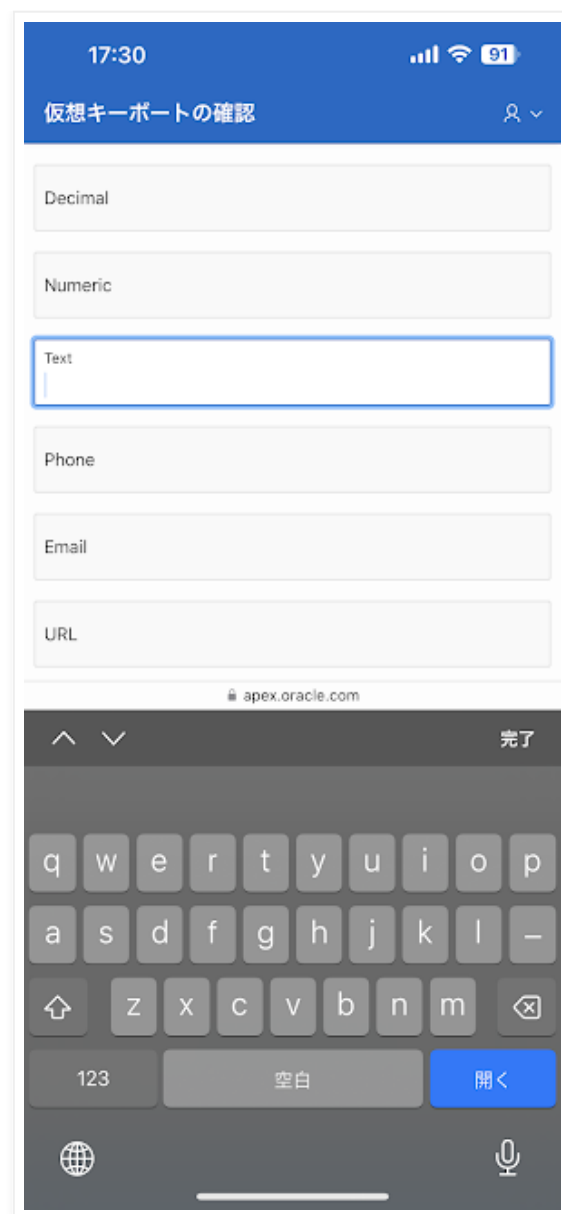 17:30 91
仮想キーボートの確認
Decimal
Numeric
Text
Phone
Email
URL
apex.oracle.com
完了
q w e r t y u i o p
a s d f g h j k l ー
z x c v b n m
123 空白 開く